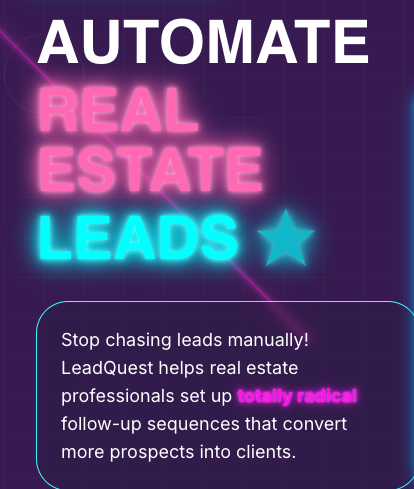 AUTOMATE
REAL
ESTATE
LEADS
Stop chasing leads manually!
LeadQuest helps real estate
professionals set up totally radical
follow-up sequences that convert
more prospects into clients.